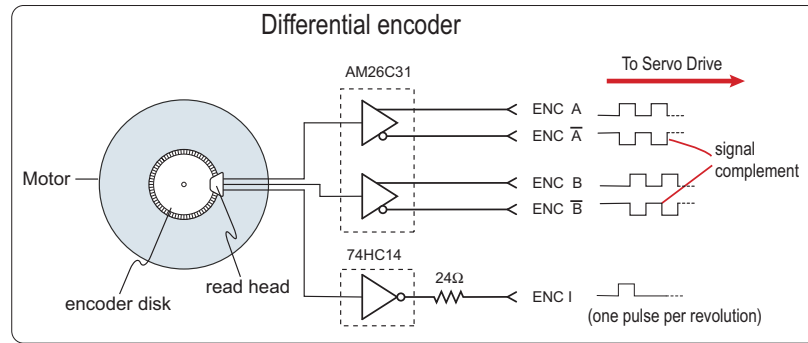 Differential encoder
AM26C31
To Servo Drive
ENC A
ENC A̅
signal
complement
Motor
ENC B
ENC B̅
74HC14
24Ω
read head
encoder disk
ENC I
(one pulse per revolution)